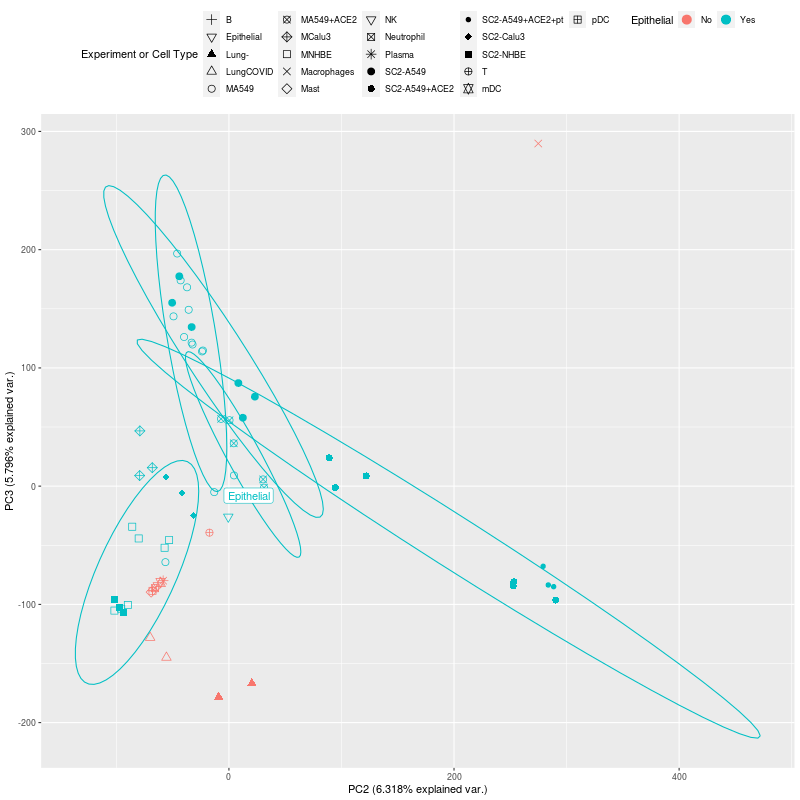 Experiment or Cell Type
B
Epithelial
Lung-
LungCOVID
MA549
MA549+ACE2
MCalu3
MNHBE
Macrophages
Mast
NK
Neutrophil
Plasma
SC2-A549
SC2-A549+ACE2
SC2-A549+ACE2+pt
SC2-Calu3
SC2-NHBE
T
mDC
pDC
Epithelial
No
Yes
300
200
100
0
-100
-200
PC3 (5.796% explained var.)
Epithelial
0
200
400
PC2 (6.318% explained var.)